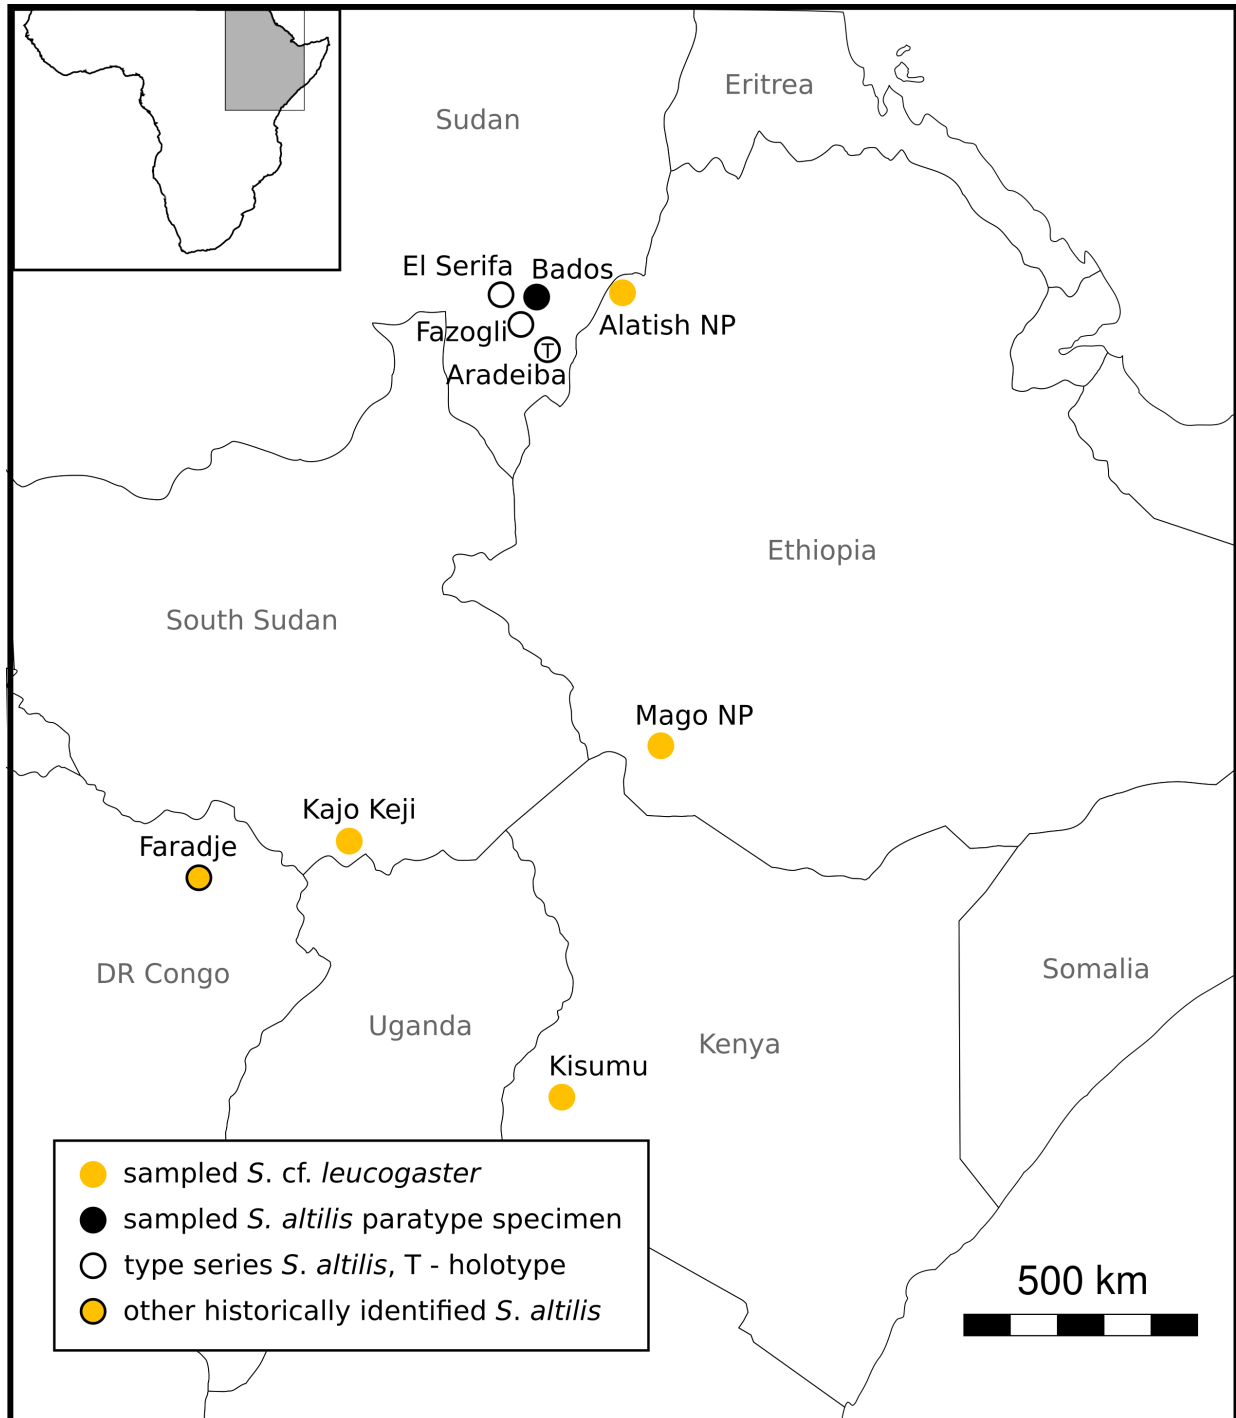 Eritrea
Sudan
El Serifa
Bados
Fazogli
Alatish NP
T
Aradeiba
Ethiopia
South Sudan
Mago NP
Kajo Keji
Faradje
DR Congo
Somalia
Uganda
Kenya
Kisumu
sampled S. cf. leucogaster
sampled S. altilis paratype specimen
type series S. altilis, T - holotype
other historically identified S. altilis
500 km